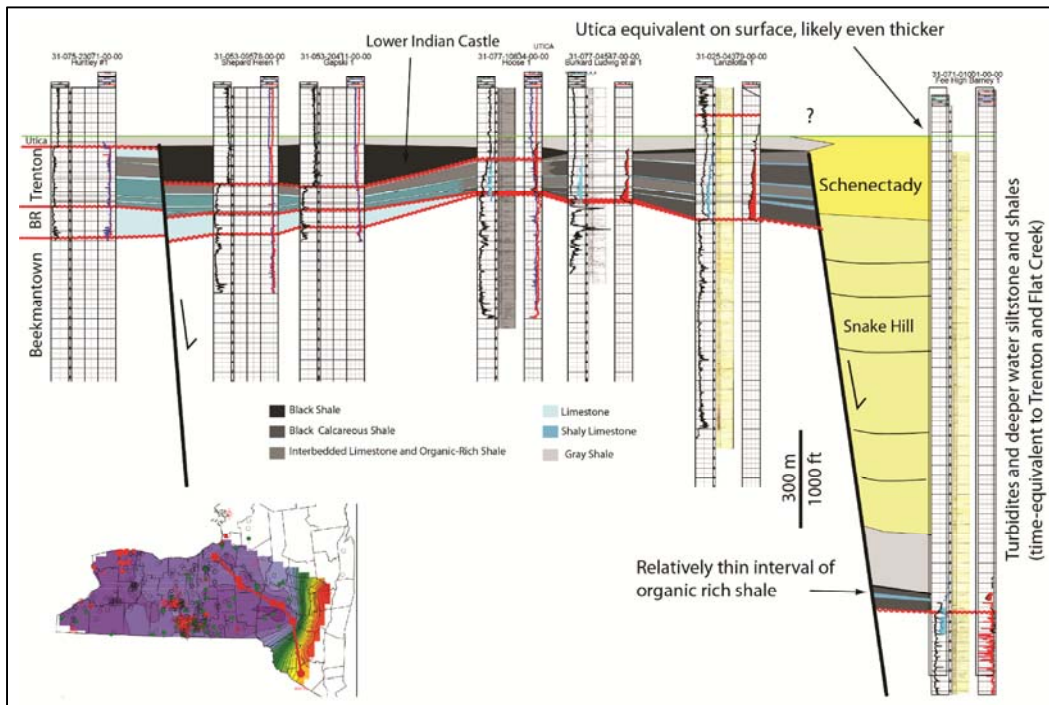 Utica equivalent on surface, likely even thicker
Lower Indian Castle
UTICA
31-075-23071-00-00
Huntley #1
31-053-09578-00-00
Shepard Helen 1
31-053-20411-00-00
Gapski 1
31-077-10834-00-00
Hoose 1
31-077-04547-00-00
Burkard Ludwig et al 1
31-025-04379-00-00
Lanzilotta 1
31-071-01001-00-00
Fee High Barney 1
?
Utica
Trenton
BR
Beekmantown
Schenectady
Snake Hill
Black Shale
Black Calcareous Shale
Interbedded Limestone and Organic-Rich Shale
Limestone
Shaly Limestone
Gray Shale
300 m
1000 ft
Relatively thin interval of
organic rich shale
Turbidites and deeper water siltstone and shales
(time-equivalent to Trenton and Flat Creek)